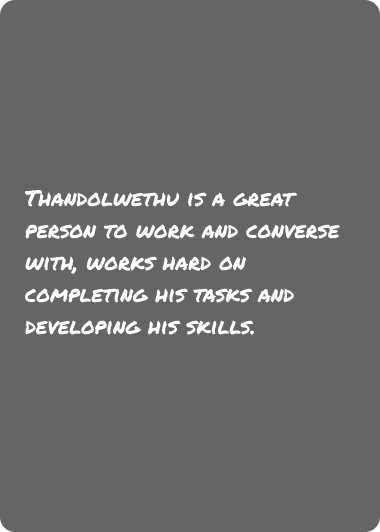 Thandolwethu is a great
person to work and converse
with, works hard on
completing his tasks and
developing his skills.